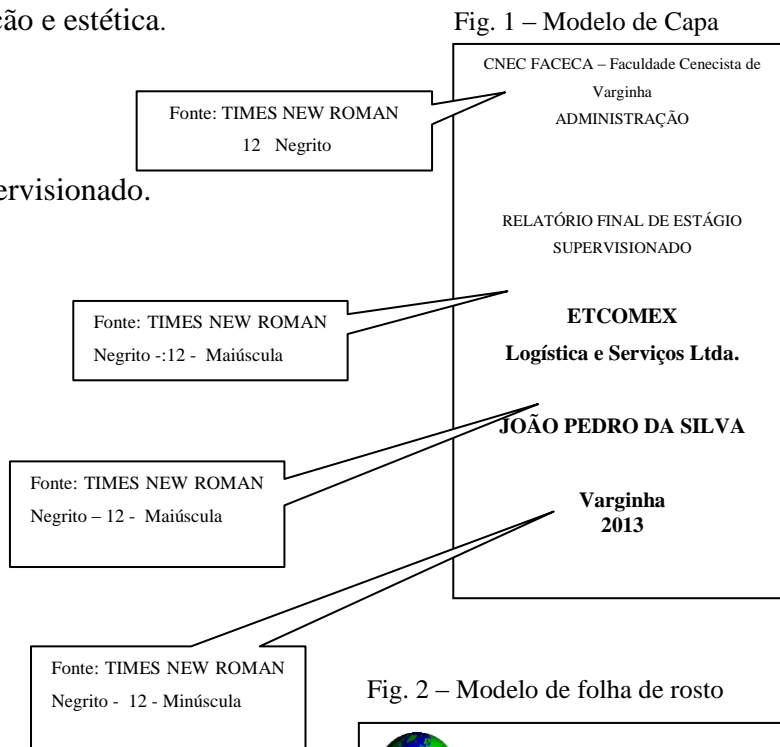 ção e estética.
Fig. 1 – Modelo de Capa
CNEC FACECA – Faculdade Cenecista de
Varginha
ADMINISTRAÇÃO
Fonte: TIMES NEW ROMAN
12 Negrito
ervisionado.
RELATÓRIO FINAL DE ESTÁGIO
SUPERVISIONADO
ETCOMEX
Logística e Serviços Ltda.
Fonte: TIMES NEW ROMAN
Negrito -:12 - Maiúscula
JOÃO PEDRO DA SILVA
Fonte: TIMES NEW ROMAN
Negrito – 12 - Maiúscula
Varginha
2013
Fonte: TIMES NEW ROMAN
Negrito - 12 - Minúscula
Fig. 2 – Modelo de folha de rosto